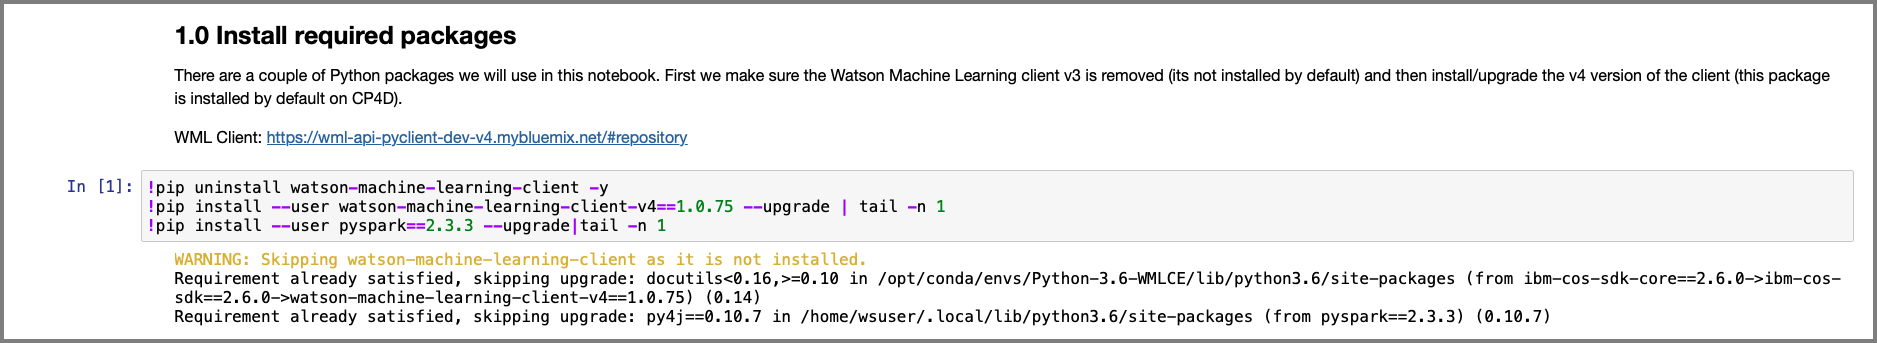 1.0 Install required packages
There are a couple of Python packages we will use in this notebook. First we make sure the Watson Machine Learning client v3 is removed (its not installed by default) and then install/upgrade the v4 version of the client (this package
is installed by default on CP4D).
WML Client: https://wml-api-pyclient-dev-v4.mybluemix.net/#repository
In [1]: !pip uninstall watson-machine-learning-client -y
!pip install --user watson-machine-learning-client-v4==1.0.75 --upgrade | tail -n 1
!pip install --user pyspark==2.3.3 --upgrade|tail -n 1
WARNING: Skipping watson-machine-learning-client as it is not installed.
Requirement already satisfied, skipping upgrade: docutils<0.16,>=0.10 in /opt/conda/envs/Python-3.6-WMLCE/lib/python3.6/site-packages (from ibm-cos-sdk-core==2.6.0->ibm-cos-
sdk==2.6.0->watson-machine-learning-client-v4==1.0.75) (0.14)
Requirement already satisfied, skipping upgrade: py4j==0.10.7 in /home/wsuser/.local/lib/python3.6/site-packages (from pyspark==2.3.3) (0.10.7)